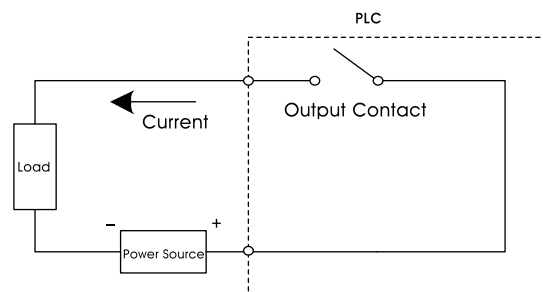 PLC
Output Contact
Current
Load
– +
Power Source